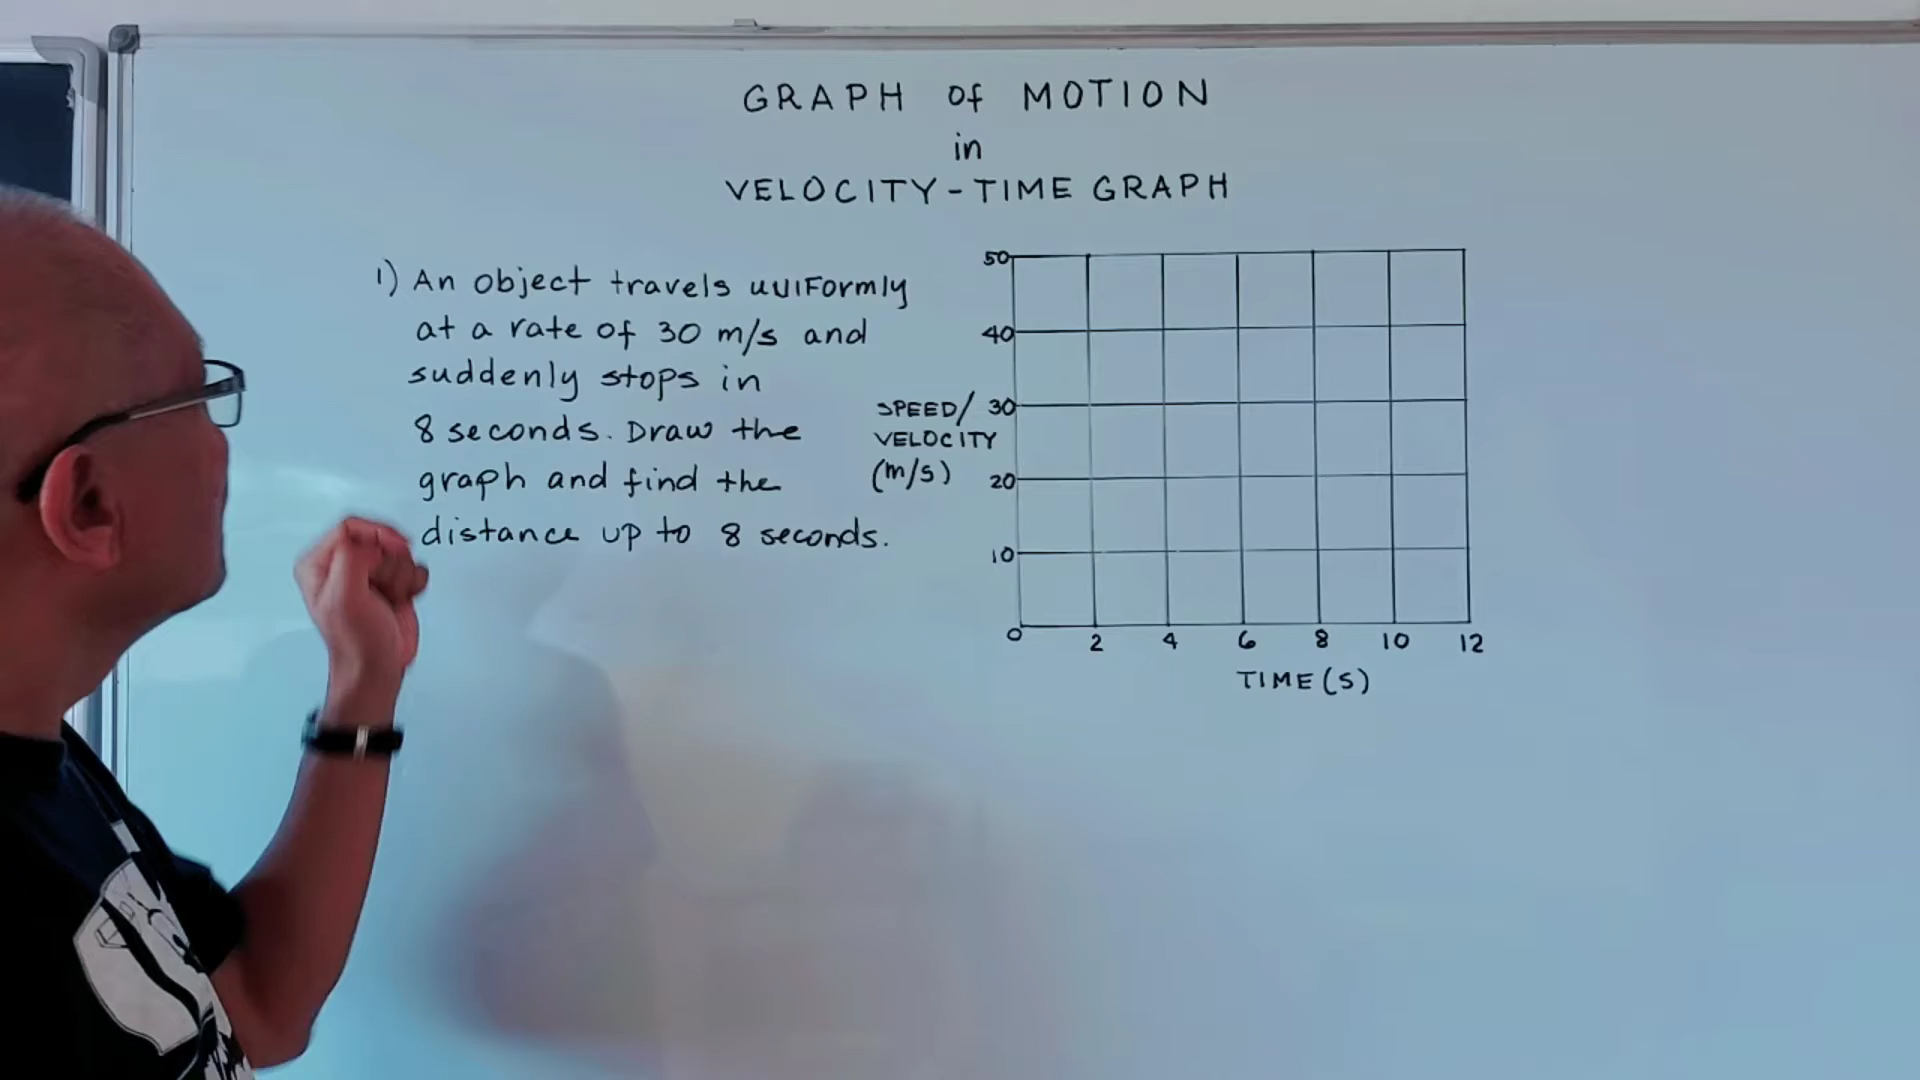 GRAPH of MOTION
in
VELOCITY-TIME GRAPH
1) An object travels uniformly
at a rate of 30 m/s and
suddenly stops in
8 seconds. Draw the
graph and find the
distance up to 8 seconds.
50
40
SPEED/ 30
VELOCITY
(m/s) 20
10
0 2 4 6 8 10 12
TIME (S)